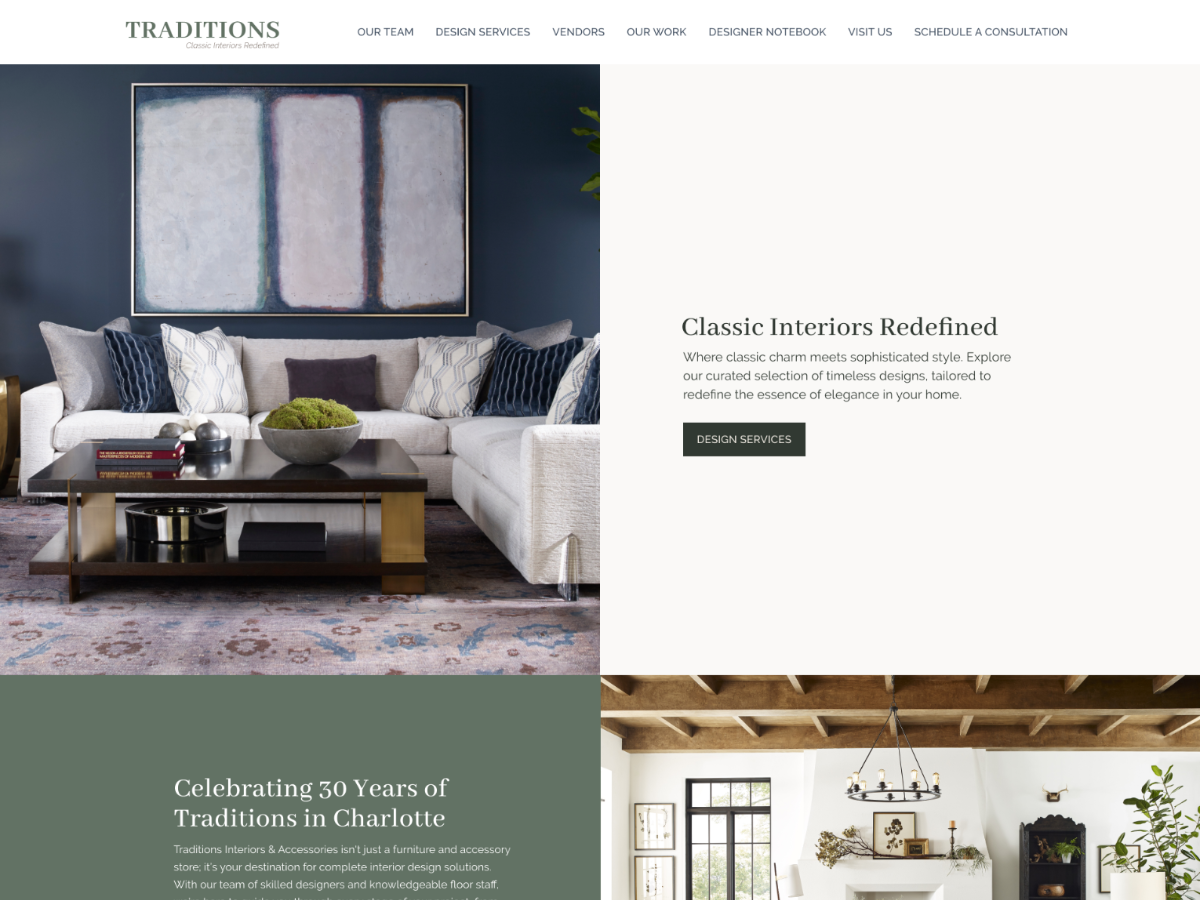 TRADITIONS
Classic Interiors Redefined
OUR TEAM DESIGN SERVICES VENDORS OUR WORK DESIGNER NOTEBOOK VISIT US SCHEDULE A CONSULTATION
Classic Interiors Redefined
Where classic charm meets sophisticated style. Explore
our curated selection of timeless designs, tailored to
redefine the essence of elegance in your home.
DESIGN SERVICES
Celebrating 30 Years of
Traditions in Charlotte
Traditions Interiors & Accessories isn't just a furniture and accessory
store; it's your destination for complete interior design solutions.
With our team of skilled designers and knowledgeable floor staff,